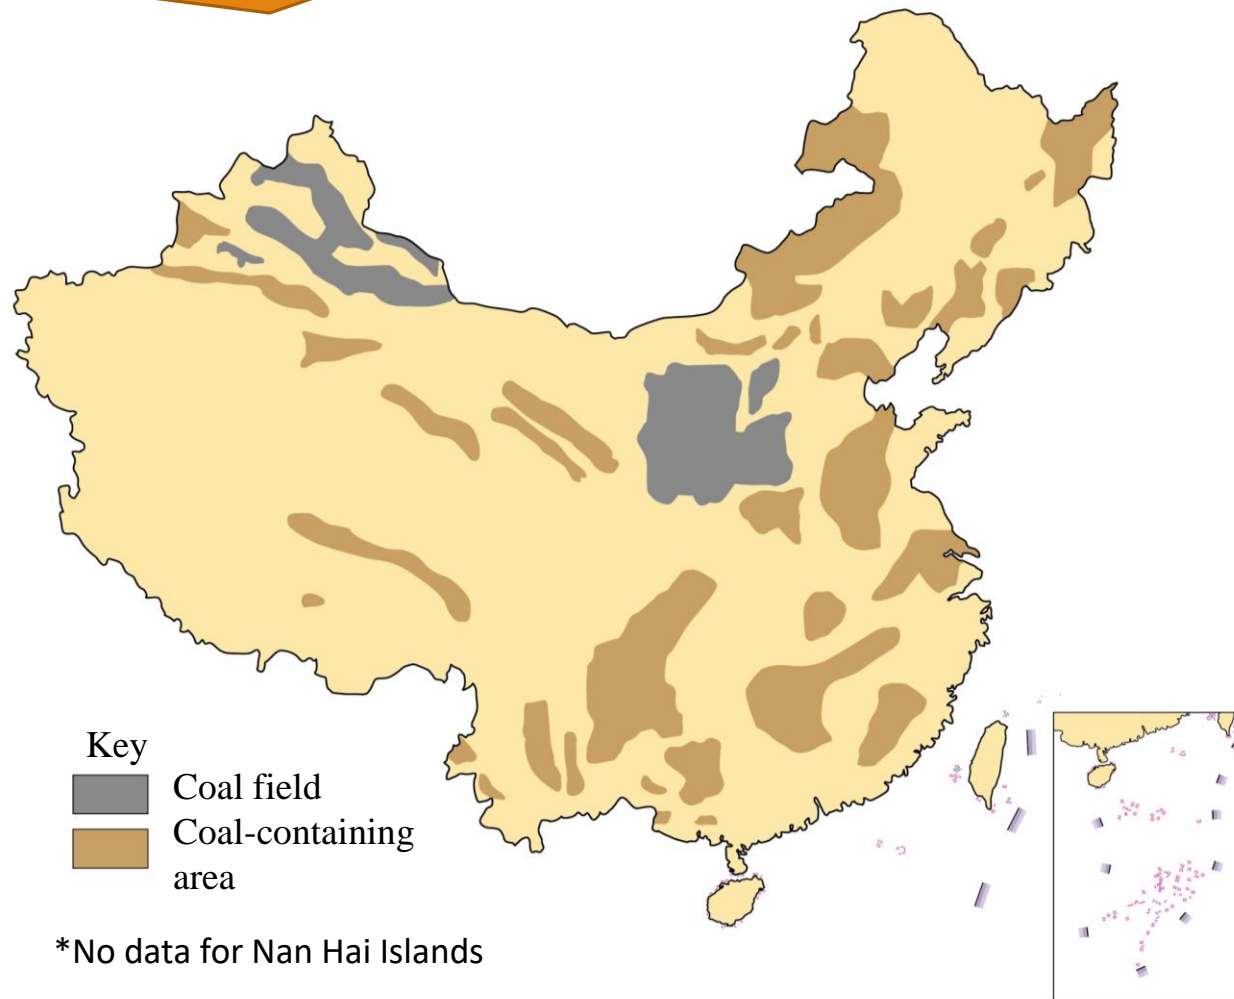 Key
Coal field
Coal-containing
area
*No data for Nan Hai Islands